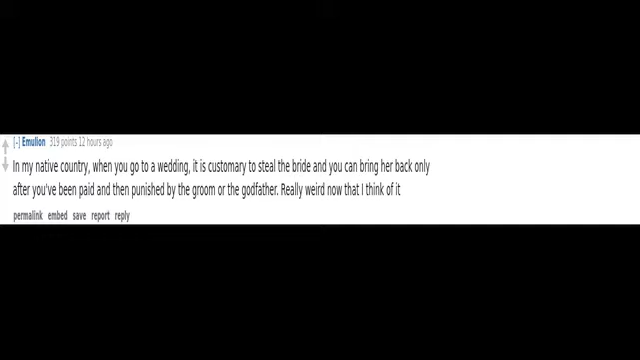 [-] Emulion 319 points 12 hours ago
In my native country, when you go to a wedding, it is customary to steal the bride and you can bring her back only
after you've been paid and then punished by the groom or the godfather. Really weird now that I think of it
permalink embed save report reply